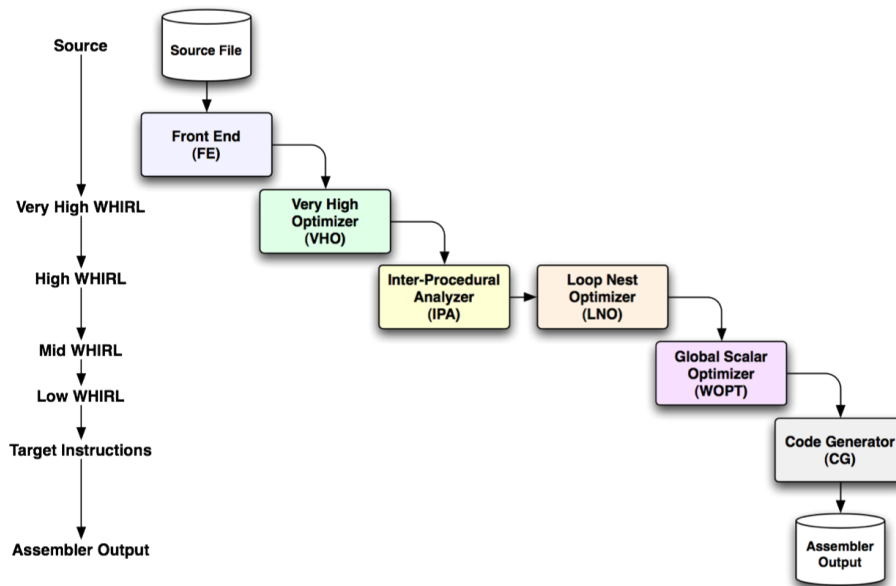 Source
Very High WHIRL
High WHIRL
Mid WHIRL
Low WHIRL
Target Instructions
Assembler Output
Source File
Front End
(FE)
Very High
Optimizer
(VHO)
Inter-Procedural
Analyzer
(IPA)
Loop Nest
Optimizer
(LNO)
Global Scalar
Optimizer
(WOPT)
Code Generator
(CG)
Assembler
Output